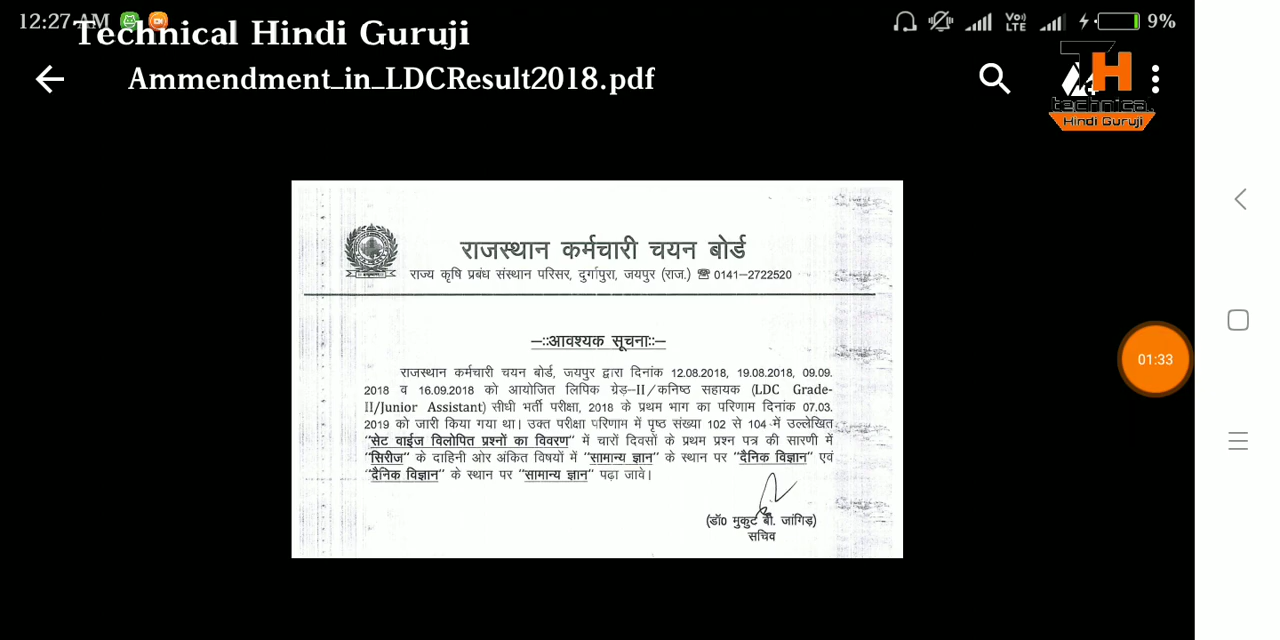 12:27 AM
VoJ LTE
9%
Technical Hindi Guruji
Ammendment_in_LDCResult2018.pdf
TH
technical
Hindi Guruji
राजस्थान कर्मचारी चयन बोर्ड
राज्य कृषि प्रबंध संस्थान परिसर, दुर्गापुरा, जयपुर (राज.) ☎ 0141–2722520
–::आवश्यक सूचना::–
राजस्थान कर्मचारी चयन बोर्ड, जयपुर द्वारा दिनांक 12.08.2018, 19.08.2018, 09.09.
2018 व 16.09.2018 को आयोजित लिपिक ग्रेड–II/कनिष्ठ सहायक (LDC Grade-
II/Junior Assistant) सीधी भर्ती परीक्षा, 2018 के प्रथम भाग का परिणाम दिनांक 07.03.
2019 को जारी किया गया था। उक्त परीक्षा परिणाम में पृष्ठ संख्या 102 से 104 में उल्लेखित
"सेट वाईज विलोपित प्रश्नों का विवरण" में चारों दिवसों के प्रथम प्रश्न पत्र की सारणी में
"सिरीज" के दाहिनी ओर अंकित विषयों में "सामान्य ज्ञान" के स्थान पर "दैनिक विज्ञान" एवं
"दैनिक विज्ञान" के स्थान पर "सामान्य ज्ञान" पढ़ा जावे।
(डॉ0 मुकुट बी. जांगिड़)
सचिव
01:33